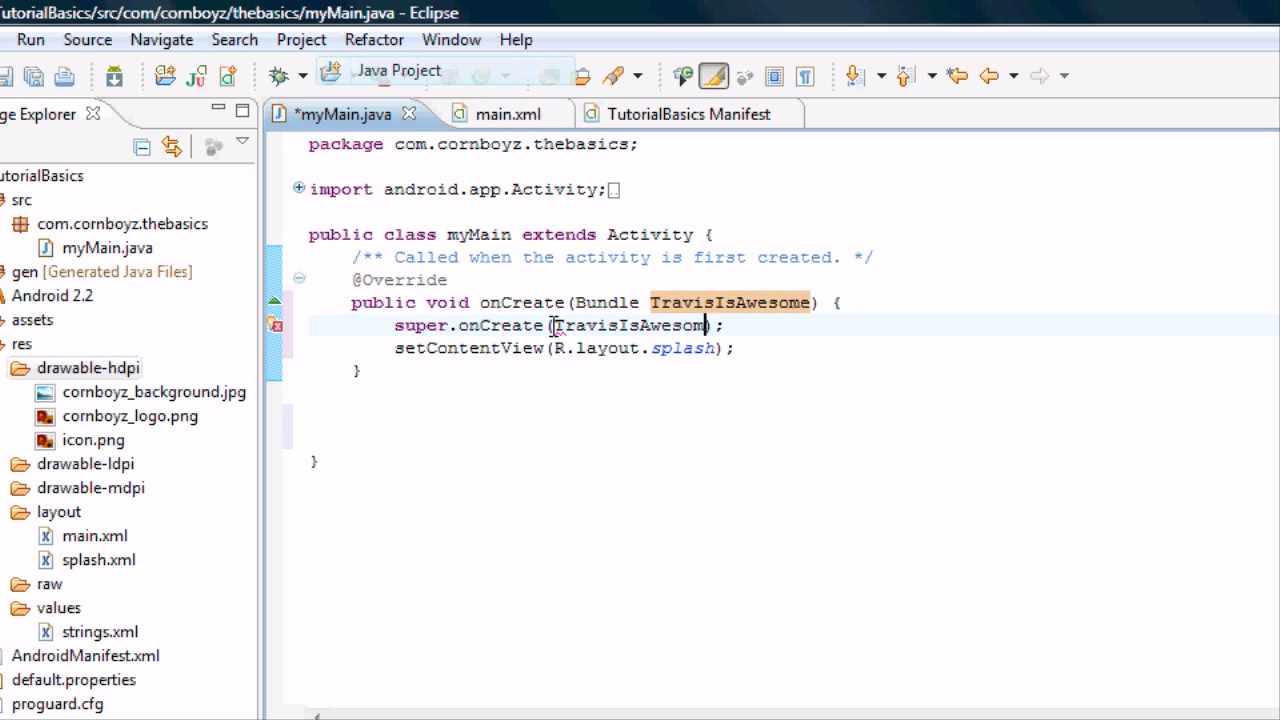 TutorialBasics/src/com/cornboyz/thebasics/myMain.java - Eclipse
Run Source Navigate Search Project Refactor Window Help
Java Project
ge Explorer
*myMain.java main.xml TutorialBasics Manifest
utorialBasics
src
com.cornboyz.thebasics
myMain.java
gen [Generated Java Files]
Android 2.2
assets
res
drawable-hdpi
cornboyz_background.jpg
cornboyz_logo.png
icon.png
drawable-ldpi
drawable-mdpi
layout
main.xml
splash.xml
raw
values
strings.xml
AndroidManifest.xml
default.properties
proguard.cfg
package com.cornboyz.thebasics;
import android.app.Activity;
public class myMain extends Activity {
/** Called when the activity is first created. */
@Override
public void onCreate(Bundle TravisIsAwesome) {
super.onCreate(TravisIsAwesom);
setContentView(R.layout.splash);
}
}